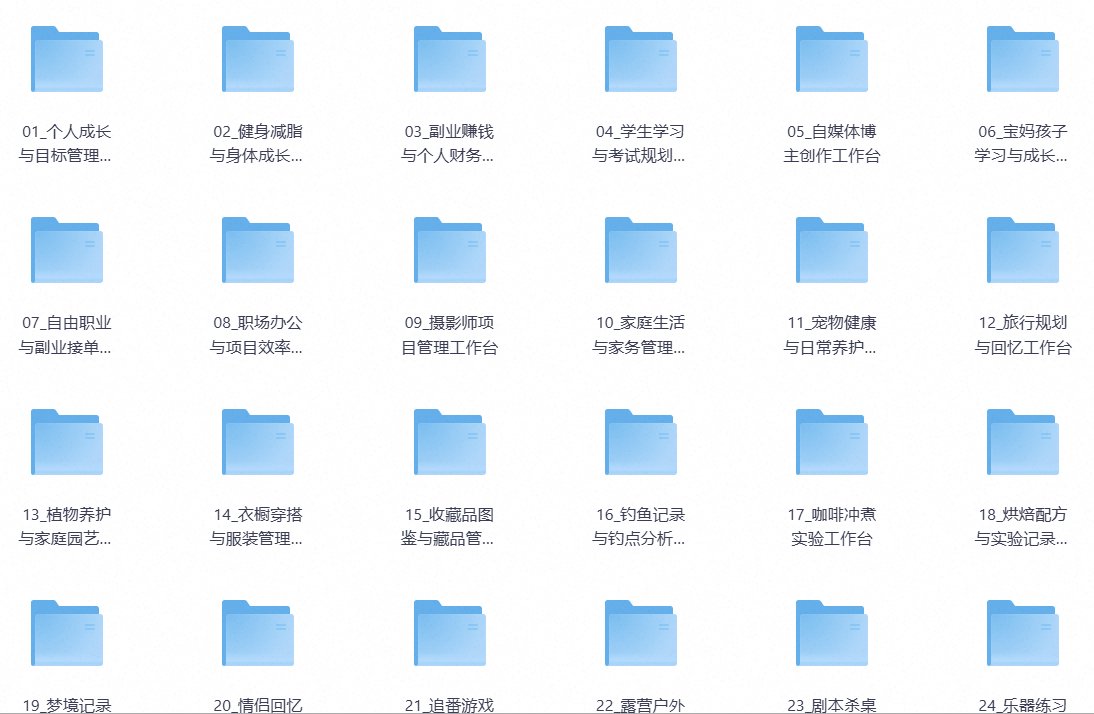 01_个人成长
与目标管理...
02_健身减脂
与身体成长...
03_副业赚钱
与个人财务...
04_学生学习
与考试规划...
05_自媒体博
主创作工作台
06_宝妈孩子
学习与成长...
07_自由职业
与副业接单...
08_职场办公
与项目效率...
09_摄影师项
目管理工作台
10_家庭生活
与家务管理...
11_宠物健康
与日常养护...
12_旅行规划
与回忆工作台
13_植物养护
与家庭园艺...
14_衣橱穿搭
与服装管理...
15_收藏品图
鉴与藏品管...
16_钓鱼记录
与钓点分析...
17_咖啡冲煮
实验工作台
18_烘焙配方
与实验记录...
19_梦境记录
20_情侣回忆
21_追番游戏
22_露营户外
23_剧本杀桌
24_乐器练习